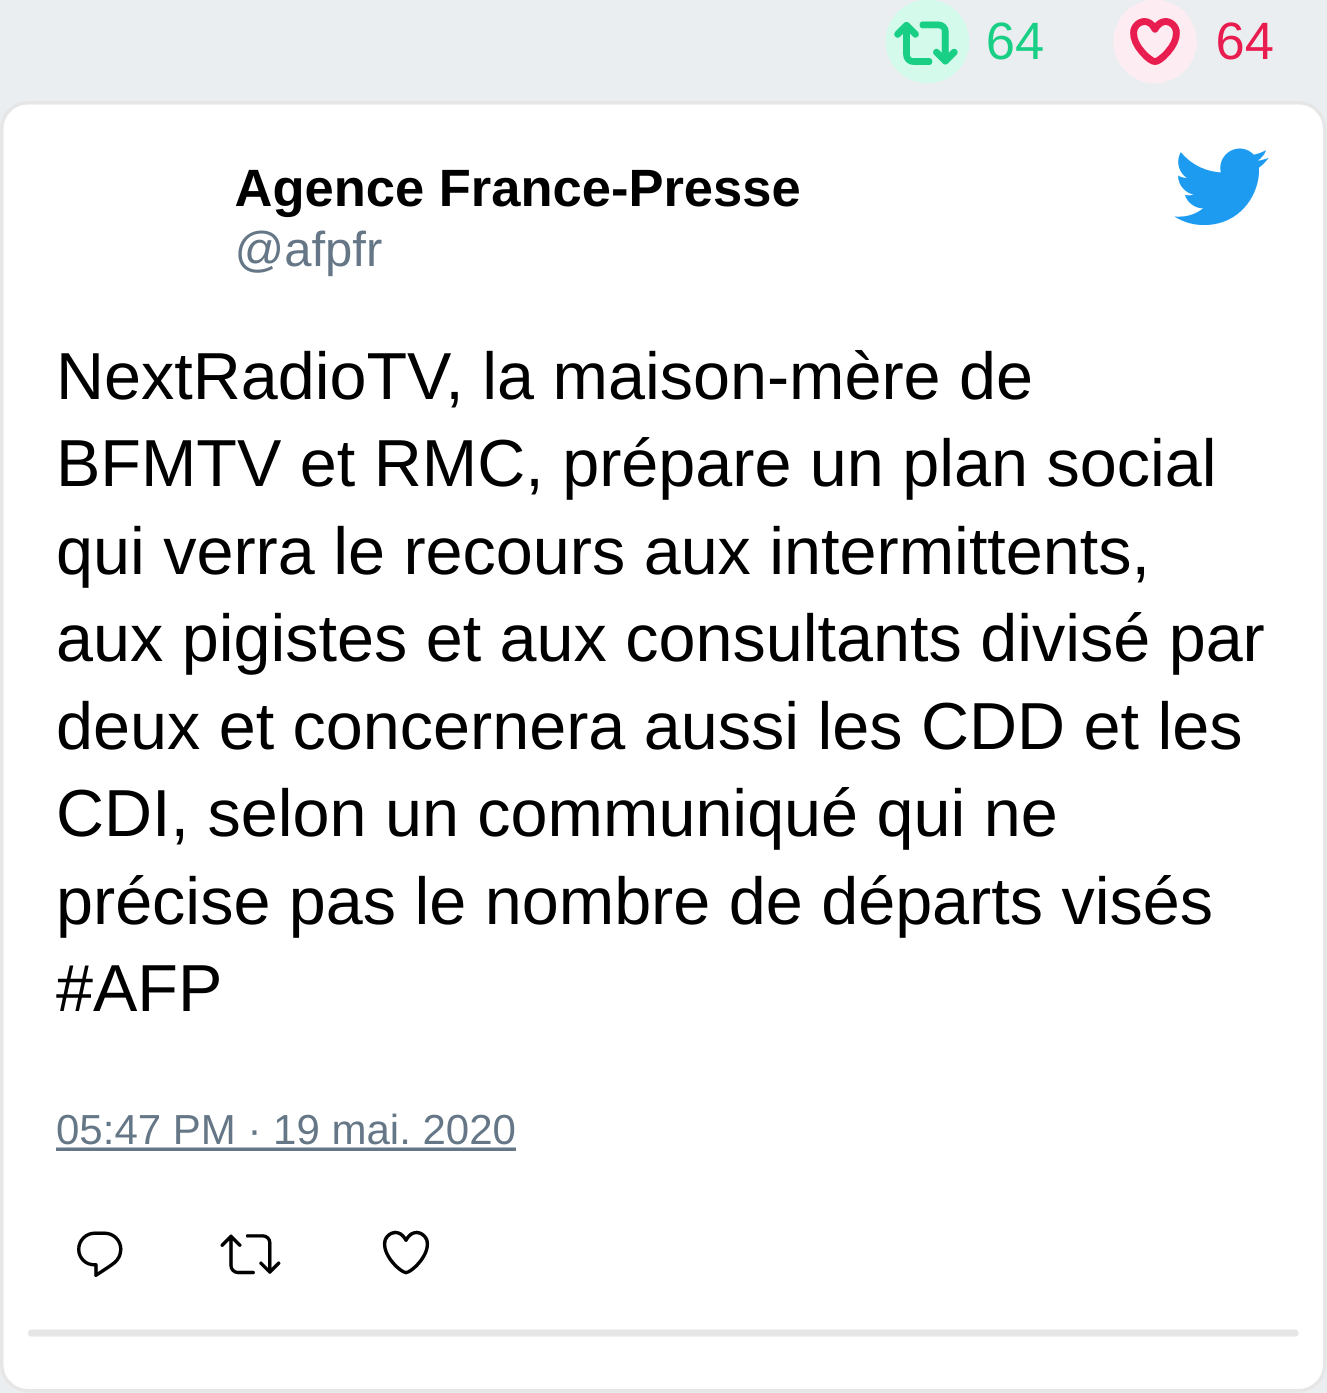 64 64
Agence France-Presse
@afpfr
NextRadioTV, la maison-mère de
BFMTV et RMC, prépare un plan social
qui verra le recours aux intermittents,
aux pigistes et aux consultants divisé par
deux et concernera aussi les CDD et les
CDI, selon un communiqué qui ne
précise pas le nombre de départs visés
#AFP
05:47 PM · 19 mai. 2020